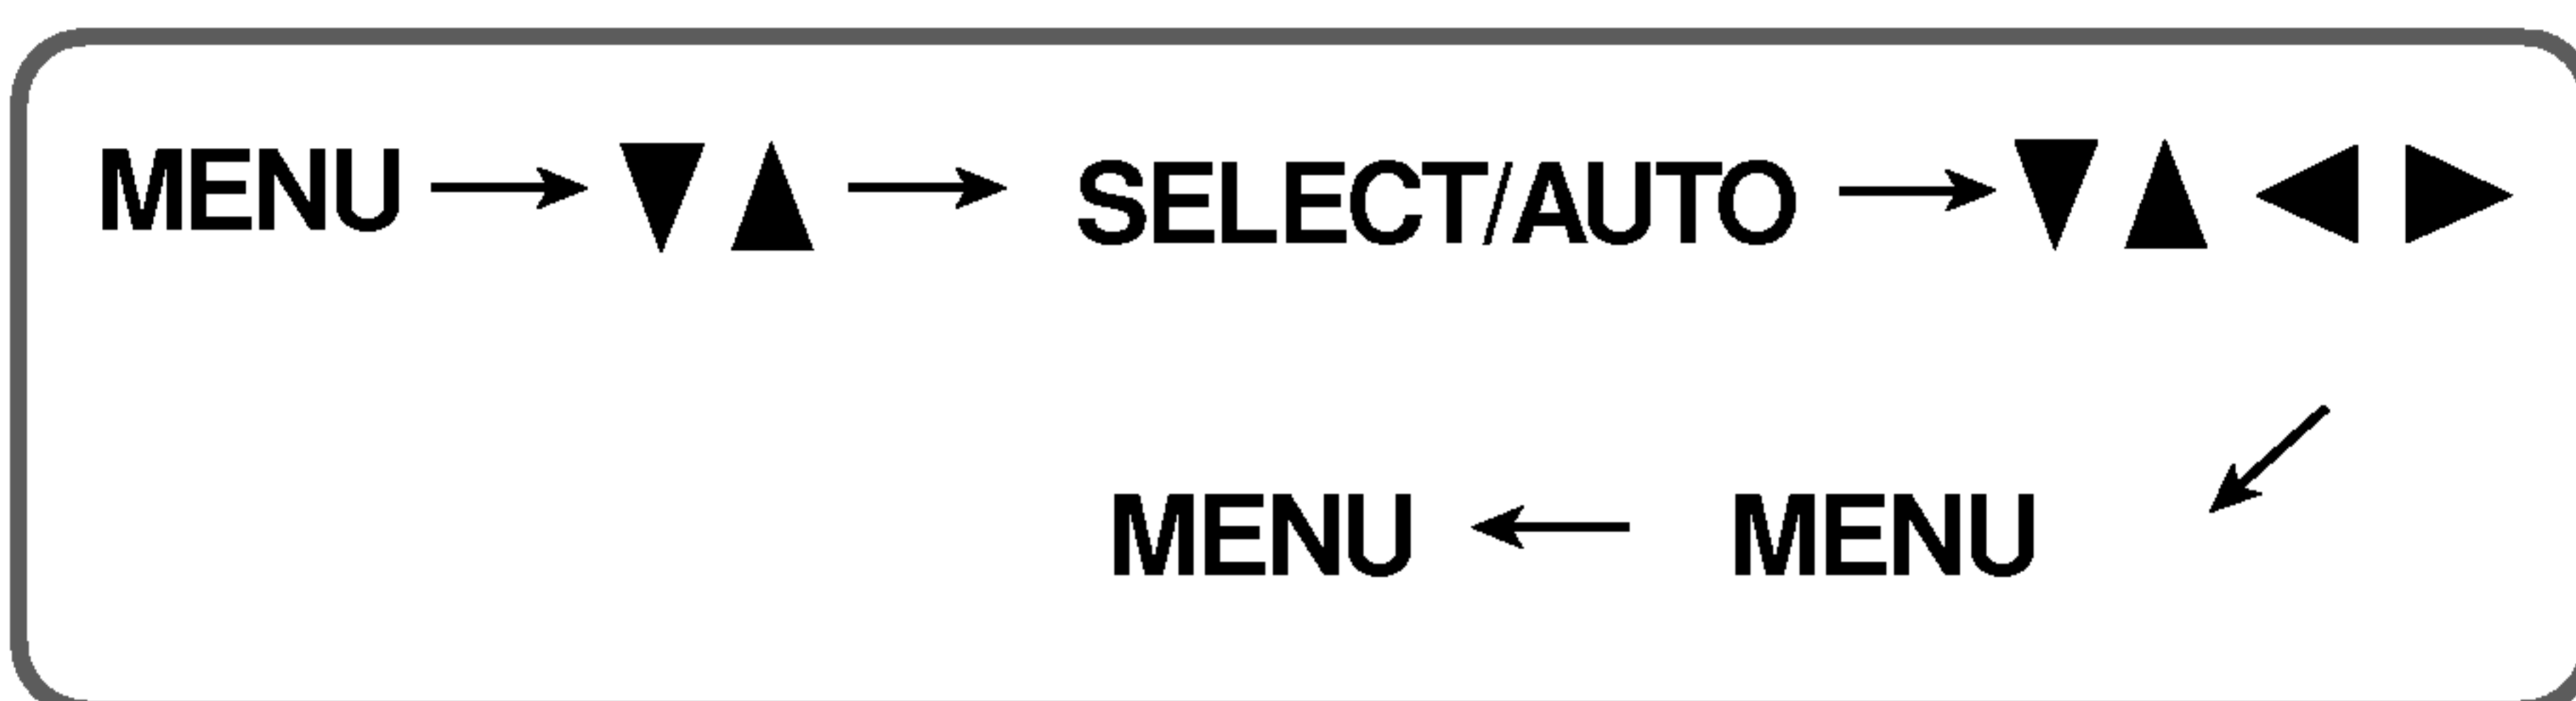 MENU → ▼▲ → SELECT/AUTO → ▼▲◀▶
MENU ← MENU